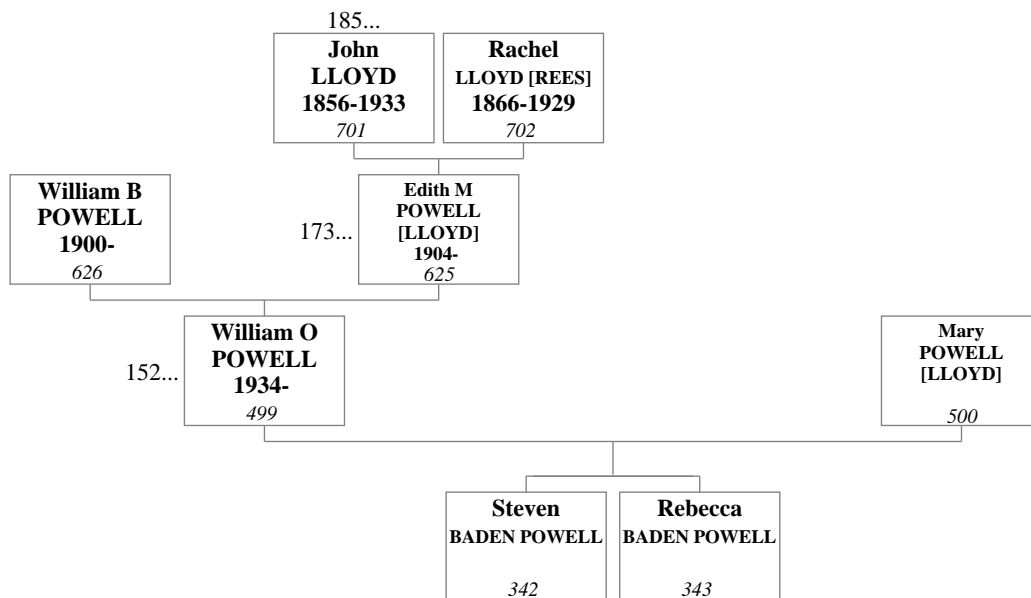 185...
John
LLOYD
1856-1933
701
Rachel
LLOYD [REES]
1866-1929
702
William B
POWELL
1900-
626
173...
Edith M
POWELL
[LLOYD]
1904-
625
152...
William O
POWELL
1934-
499
Mary
POWELL
[LLOYD]
500
Steven
BADEN POWELL
342
Rebecca
BADEN POWELL
343